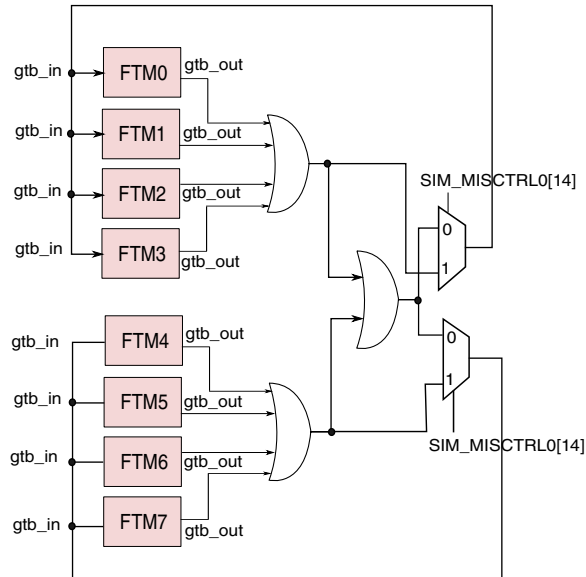 gtb_in FTM0 gtb_out
gtb_in FTM1 gtb_out
gtb_in FTM2 gtb_out
gtb_in FTM3 gtb_out
SIM_MISCTRL0[14]
0
1
gtb_in FTM4 gtb_out
gtb_in FTM5 gtb_out
gtb_in FTM6 gtb_out
gtb_in FTM7 gtb_out
0
1
SIM_MISCTRL0[14]